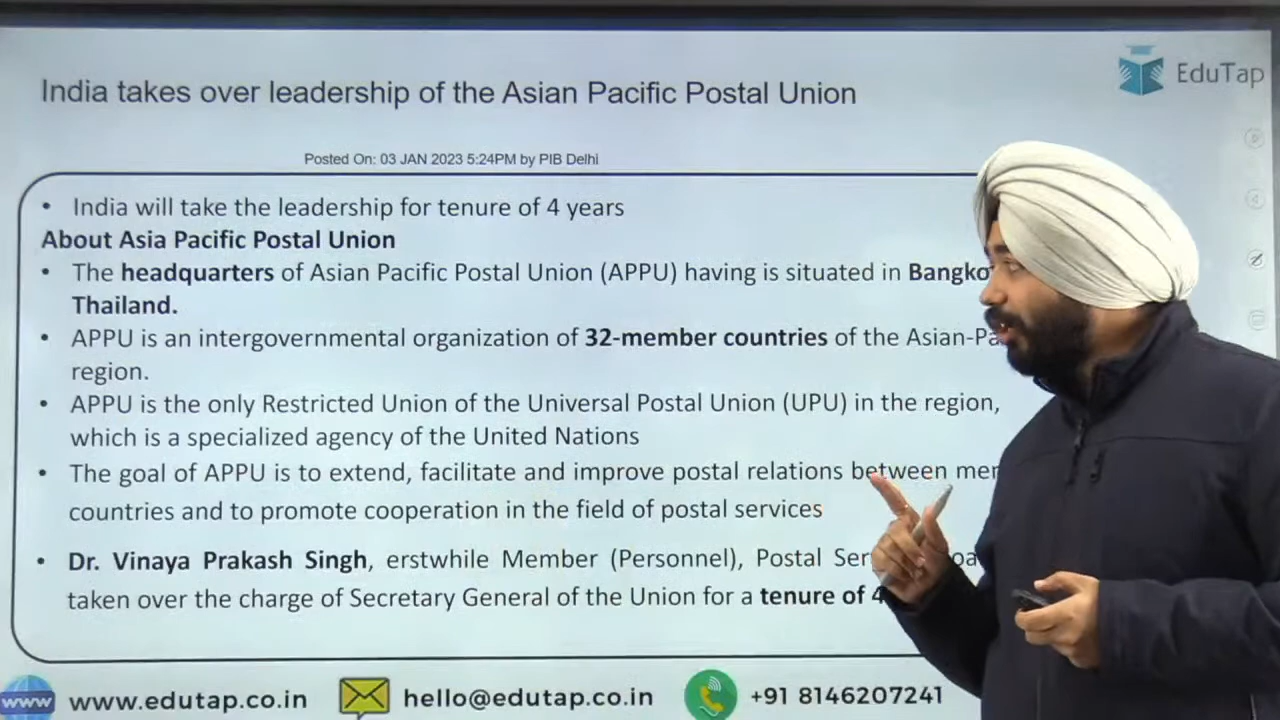 India takes over leadership of the Asian Pacific Postal Union
EduTap
Posted On: 03 JAN 2023 5:24PM by PIB Delhi
• India will take the leadership for tenure of 4 years
About Asia Pacific Postal Union
• The headquarters of Asian Pacific Postal Union (APPU) having is situated in
Thailand.
• APPU is an intergovernmental organization of 32-member countries of the
region.
• APPU is the only Restricted Union of the Universal Postal Union (UPU) in the region,
which is a specialized agency of the United Nations
• The goal of APPU is to extend, facilitate and improve postal relations between
countries and to promote cooperation in the field of postal services
• Dr. Vinaya Prakash Singh, erstwhile Member (Personnel), Postal
taken over the charge of Secretary General of the Union for a tenure of 4
www www.edutap.co.in hello@edutap.co.in +91 8146207241